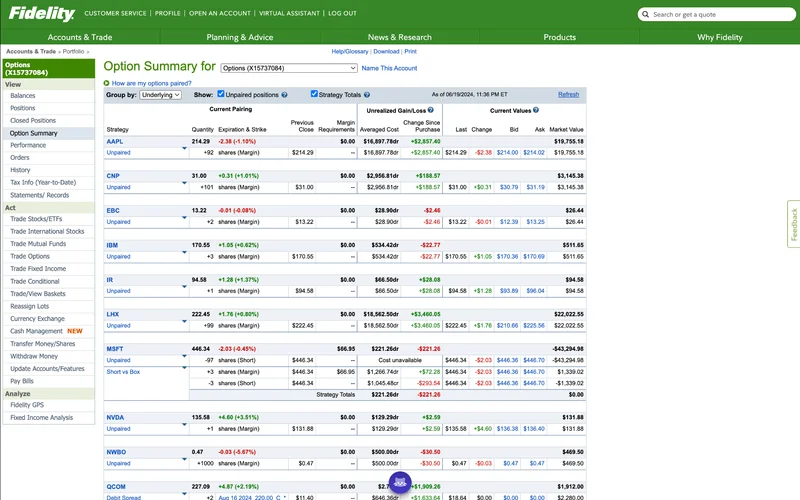 Fidelity
CUSTOMER SERVICE | PROFILE | OPEN AN ACCOUNT | VIRTUAL ASSISTANT | LOG OUT
Search or get a quote
Accounts & Trade Planning & Advice News & Research Products Why Fidelity
Accounts & Trade > Portfolio >
Help/Glossary | Download | Print
Options
(X15737084)
View
Balances
Positions
Closed Positions
Option Summary
Performance
Orders
History
Tax Info (Year-to-Date)
Statements/ Records
Act
Trade Stocks/ETFs
Trade International Stocks
Trade Mutual Funds
Trade Options
Trade Fixed Income
Trade Conditional
Trade/View Baskets
Reassign Lots
Currency Exchange
Cash Management NEW
Transfer Money/Shares
Withdraw Money
Update Accounts/Features
Pay Bills
Analyze
Fidelity GPS
Fixed Income Analysis
Option Summary for Options (X15737084) Name This Account
How are my options paired?
Group by: Underlying Show: Unpaired positions Strategy Totals As of 08/19/2024, 11:36 PM ET Refresh
Current Pairing Unrealized Gain/Loss Current Values
Strategy Quantity Expiration & Strike Previous Close Margin Requirements Averaged Cost Change Since Purchase Last Change Bid Ask Market Value
AAPL 214.29 -2.38 (-1.10%) $0.00 $16,897.78dr +$2,857.40 $19,755.18
Unpaired +92 shares (Margin) $214.29 -- $16,897.78dr +$2,857.40 $214.29 -2.38 $214.00 $214.02 $19,755.18
CNP 31.00 +0.31 (+1.01%) $0.00 $2,956.81dr +$188.57 $3,145.38
Unpaired +101 shares (Margin) $31.00 -- $2,956.81dr +$188.57 $31.00 +$0.31 $30.79 $31.19 $3,145.38
EBC 13.22 -0.01 (-0.08%) $0.00 $28.90dr -$2.46 $26.44
Unpaired +2 shares (Margin) $13.22 -- $28.90dr -$2.46 $13.22 -$0.01 $12.39 $13.25 $26.44
IBM 170.55 +1.05 (+0.62%) $0.00 $534.42dr -$22.77 $511.65
Unpaired +3 shares (Margin) $170.55 -- $534.42dr -$22.77 $170.55 +$1.05 $170.36 $170.69 $511.65
IR 94.58 +1.28 (+1.37%) $0.00 $66.50dr +$28.08 $94.58
Unpaired +1 shares (Margin) $94.58 -- $66.50dr +$28.08 $94.58 +$1.28 $93.89 $96.04 $94.58
LHX 222.45 +1.76 (+0.80%) $0.00 $18,562.50dr +$3,460.05 $22,022.55
Unpaired +99 shares (Margin) $222.45 -- $18,562.50dr +$3,460.05 $222.45 +$1.76 $210.66 $225.56 $22,022.55
MSFT 446.34 -2.03 (-0.45%) $66.95 $221.26dr -$221.26 -$43,294.98
Unpaired -97 shares (Short) $446.34 -- Cost unavailable $446.34 -$2.03 $446.36 $446.70 -$43,294.98
Short vs Box +3 shares (Margin) $446.34 $66.95 $1,266.74dr +$72.28 $446.34 -$2.03 $446.36 $446.70 $1,339.02
-3 shares (Short) $446.34 -- $1,045.48cr -$293.54 $446.34 -$2.03 $446.36 $446.70 -$1,339.02
Strategy Totals $221.26dr -$221.26 $0.00
NVDA 135.58 +4.60 (+3.51%) $0.00 $129.29dr +$2.59 $131.88
Unpaired +1 shares (Margin) $131.88 -- $129.29dr +$2.59 $135.58 +$4.60 $136.38 $136.40 $131.88
NWBO 0.47 -0.03 (-5.67%) $0.00 $500.00dr -$30.50 $469.50
Unpaired +1000 shares (Margin) $0.47 -- $500.00dr -$30.50 $0.47 -$0.03 $0.47 $0.47 $469.50
QCOM 227.09 +4.87 (+2.19%) $0.00 +$1,909.26 $1,912.00
Debit Spread +2 Aug 16 2024 220.00 C $11.40 -- $646.36dr +$1,633.64 $18.64 $0.00 $0.00 $0.00 $2,280.00
Feedback